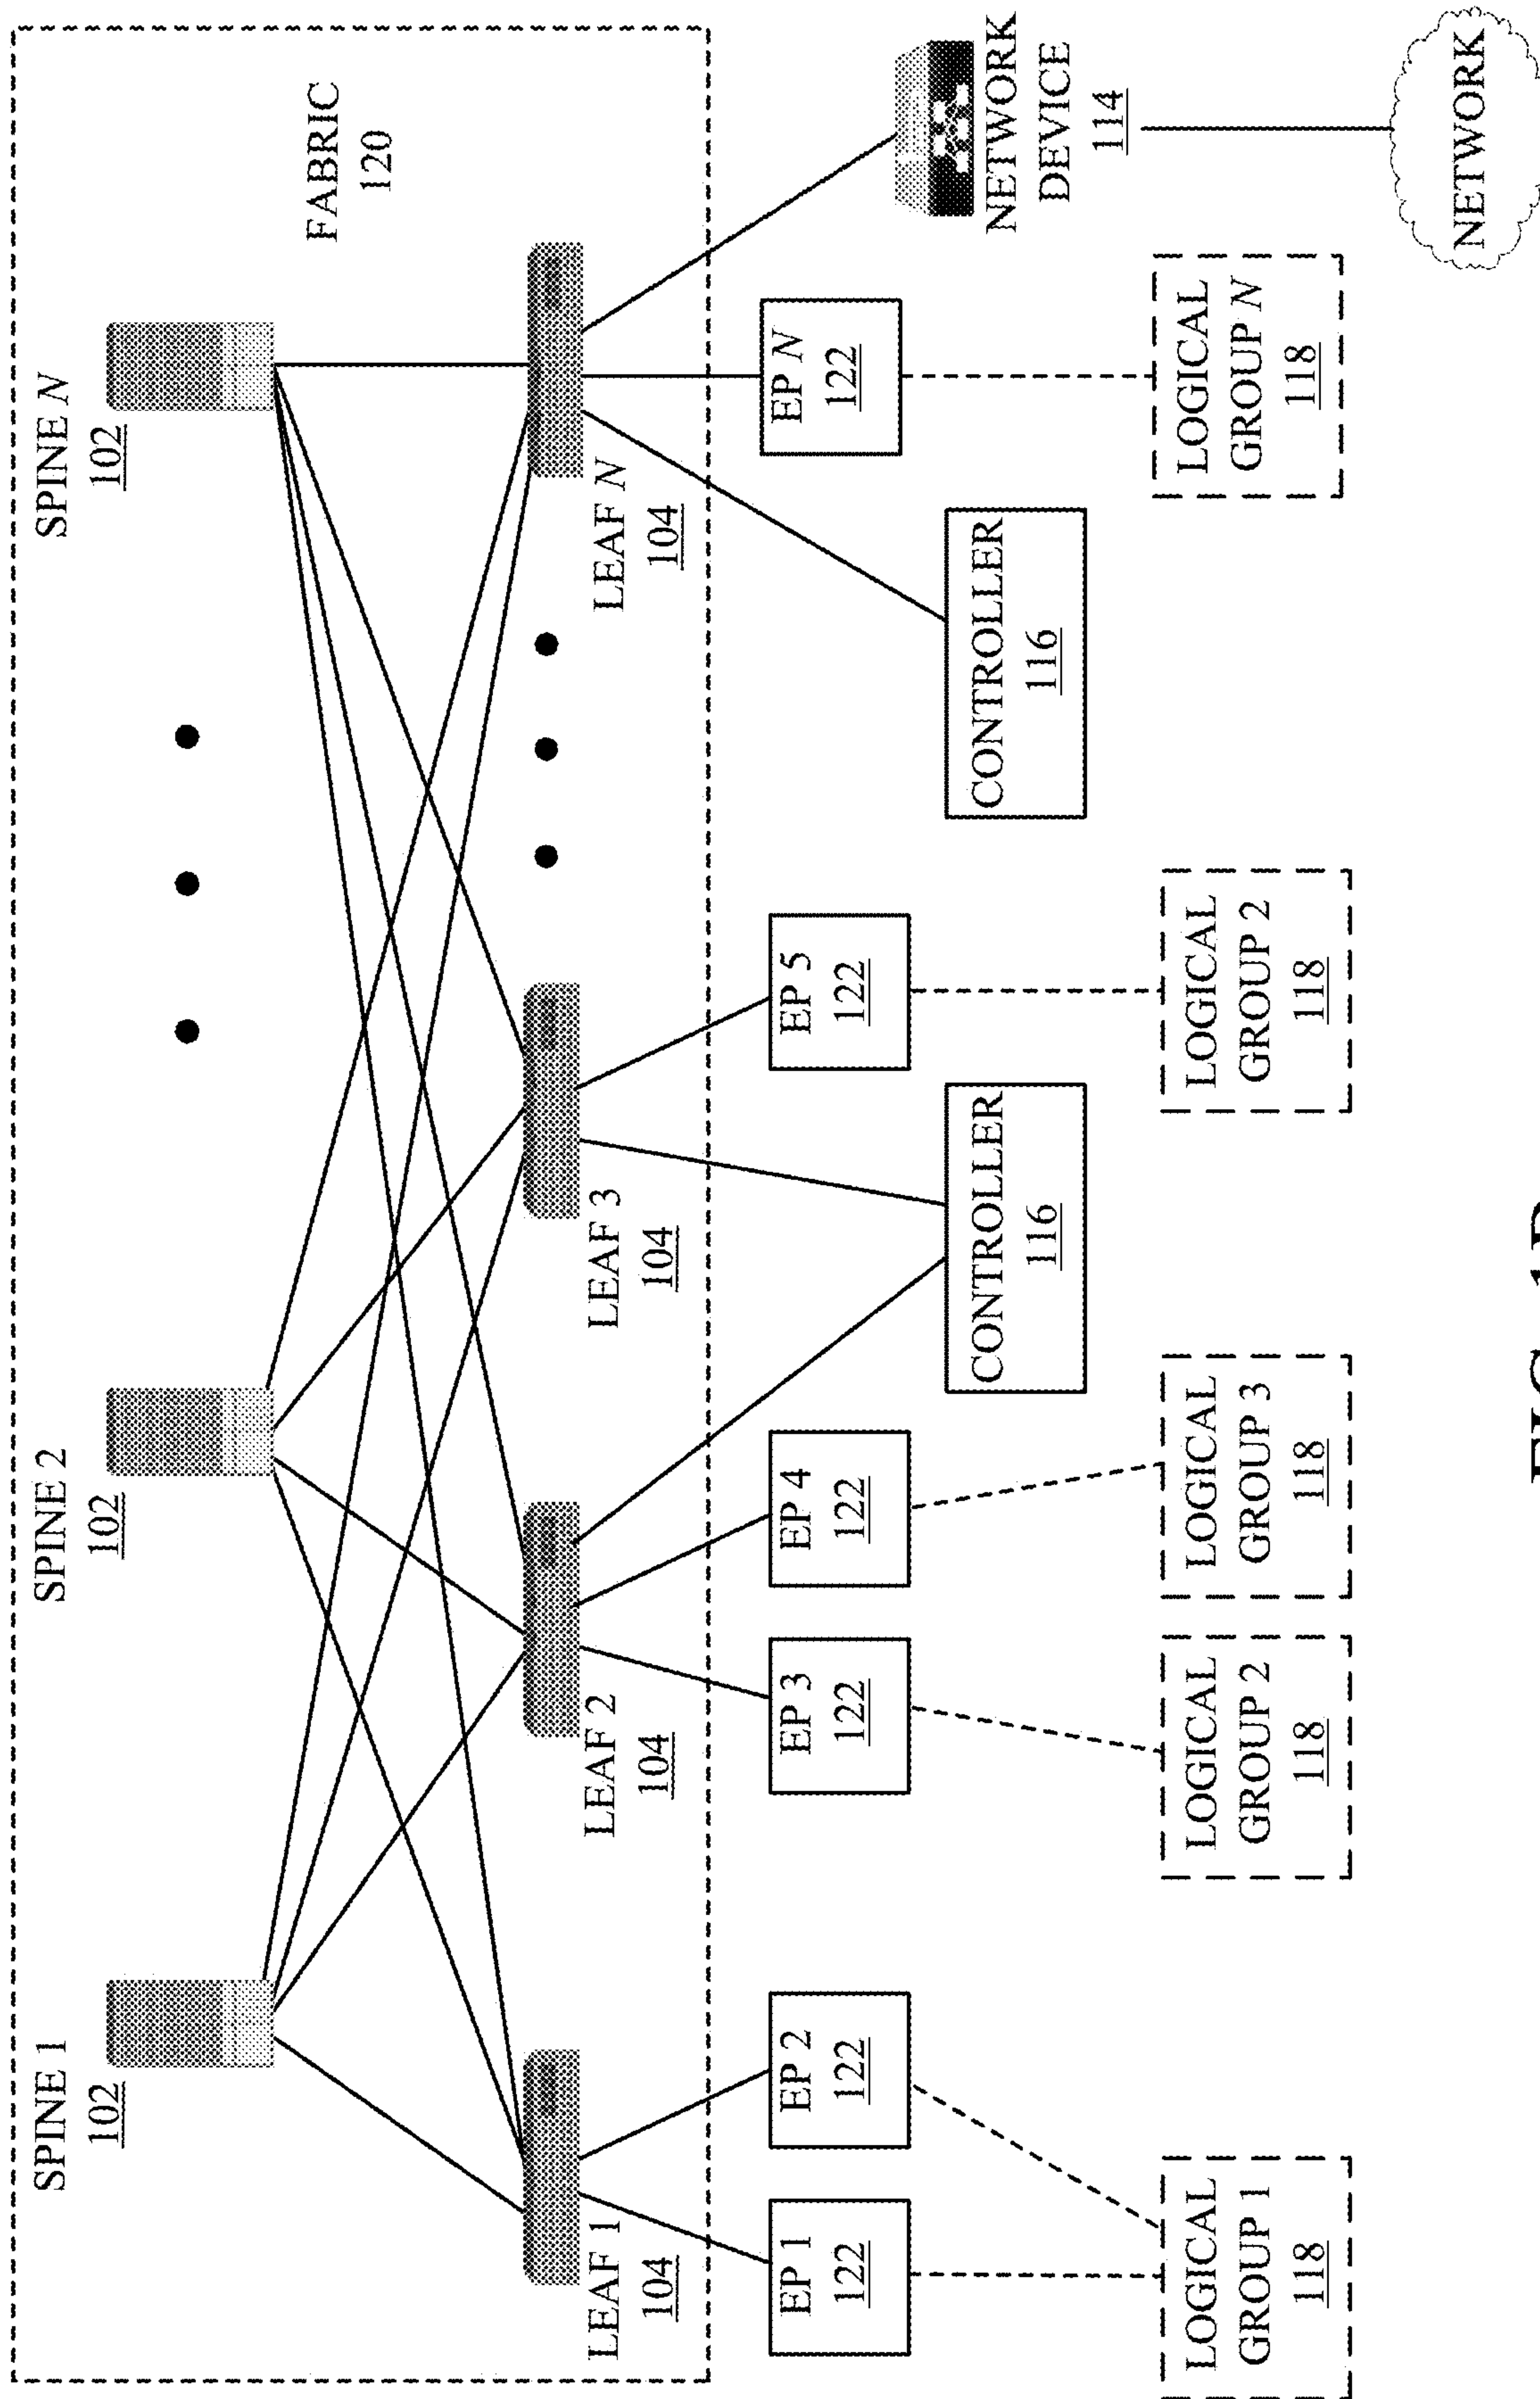 SPINE 1
102
SPINE 2
102
SPINE N
102
FABRIC
120
LEAF 1
104
LEAF 2
104
LEAF 3
104
LEAF N
104
EP 1
122
EP 2
122
EP 3
122
EP 4
122
EP 5
122
EP N
122
CONTROLLER
116
CONTROLLER
116
NETWORK
DEVICE
114
LOGICAL
GROUP 1
118
LOGICAL
GROUP 2
118
LOGICAL
GROUP 3
118
LOGICAL
GROUP 2
118
LOGICAL
GROUP N
118
NETWORK